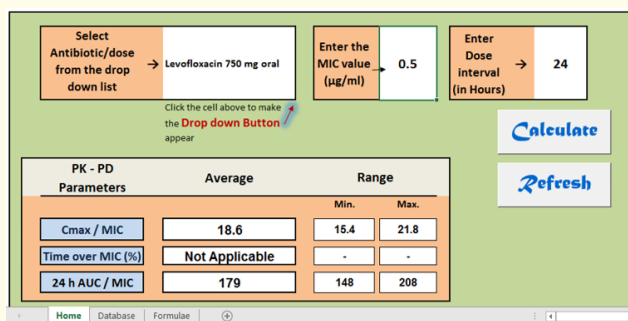 Select
Antibiotic/dose
from the drop
down list
→
Levofloxacin 750 mg oral
Enter the
MIC value
(µg/ml)
0.5
Enter
Dose
interval
(in Hours)
→
24
Click the cell above to make
the Drop down Button
appear
Calculate
Refresh
PK - PD
Parameters
Average
Range
Min.
Max.
Cmax / MIC
18.6
15.4
21.8
Time over MIC (%)
Not Applicable
-
-
24 h AUC / MIC
179
148
208
Home
Database
Formulae